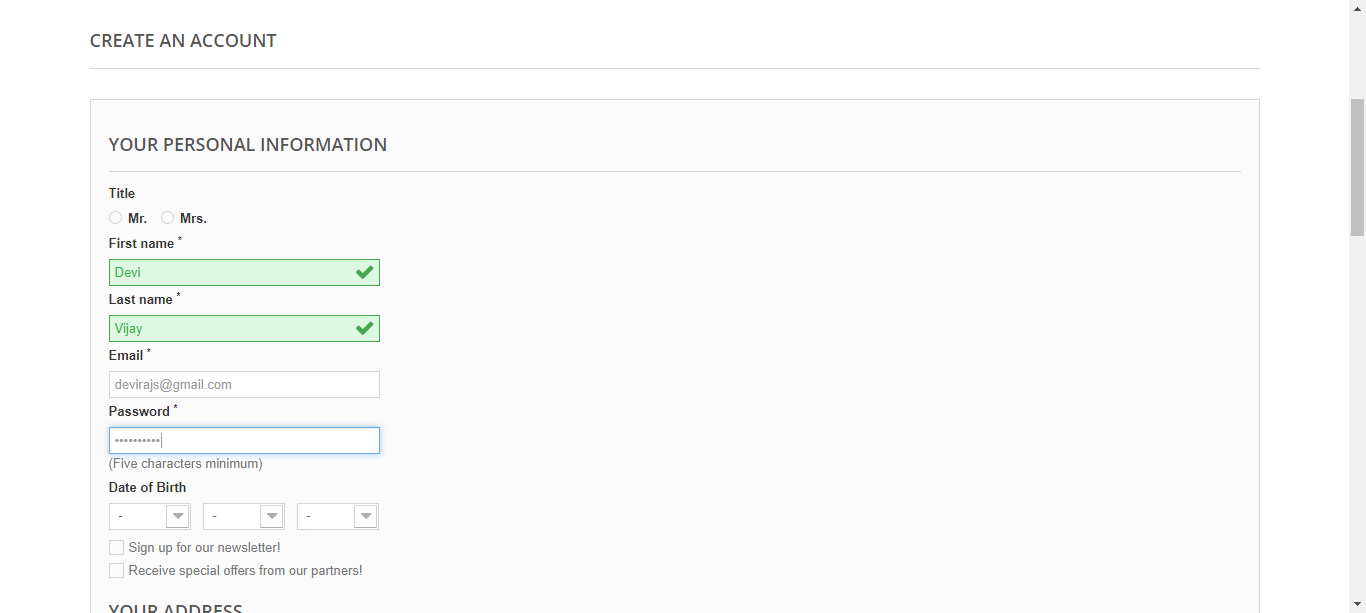 CREATE AN ACCOUNT
YOUR PERSONAL INFORMATION
Title
Mr. Mrs.
First name *
Devi
Last name *
Vijay
Email *
devirajs@gmail.com
Password *
••••••••••
(Five characters minimum)
Date of Birth
- - -
Sign up for our newsletter!
Receive special offers from our partners!
YOUR ADDRESS